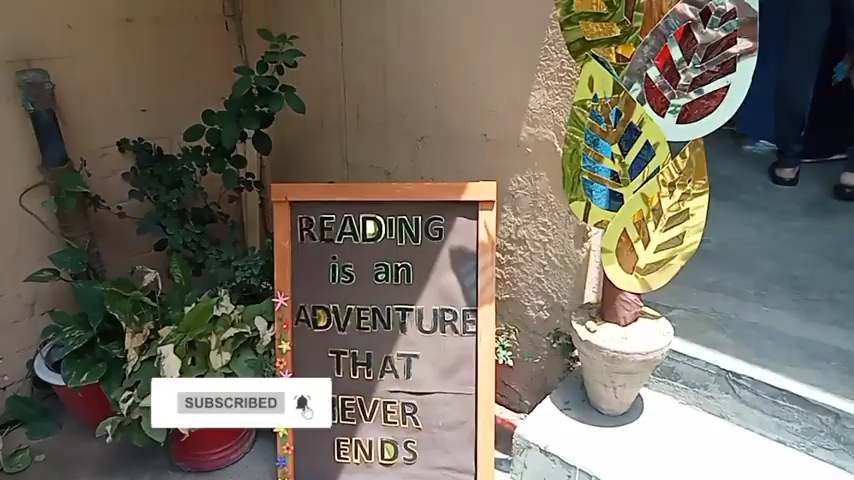 READING
is an
ADVENTURE
THAT
NEVER
ENDS
SUBSCRIBED